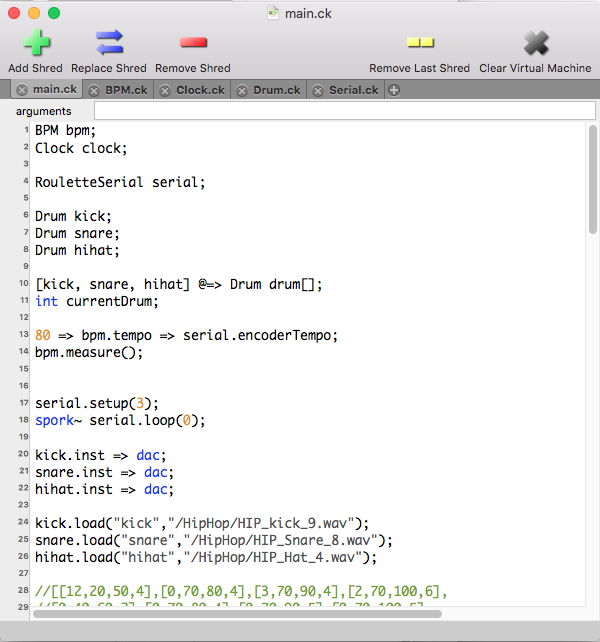 main.ck
Add Shred Replace Shred Remove Shred Remove Last Shred Clear Virtual Machine
main.ck BPM.ck Clock.ck Drum.ck Serial.ck
arguments
1 BPM bpm;
2 Clock clock;
3
4 RouletteSerial serial;
5
6 Drum kick;
7 Drum snare;
8 Drum hihat;
9
10 [kick, snare, hihat] @=> Drum drum[];
11 int currentDrum;
12
13 80 => bpm.tempo => serial.encoderTempo;
14 bpm.measure();
15
16
17 serial.setup(3);
18 spork~ serial.loop(0);
19
20 kick.inst => dac;
21 snare.inst => dac;
22 hihat.inst => dac;
23
24 kick.load("kick","/HipHop/HIP_kick_9.wav");
25 snare.load("snare","/HipHop/HIP_Snare_8.wav");
26 hihat.load("hihat","/HipHop/HIP_Hat_4.wav");
27
28 //[[12,20,50,4],[0,70,80,4],[3,70,90,4],[2,70,100,6],
29